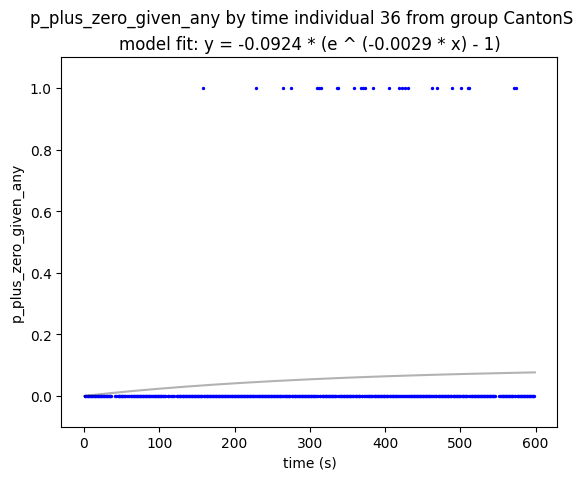 p_plus_zero_given_any by time individual 36 from group CantonS
model fit: y = -0.0924 * (e ^ (-0.0029 * x) - 1)
p_plus_zero_given_any
1.0
0.8
0.6
0.4
0.2
0.0
0 100 200 300 400 500 600
time (s)